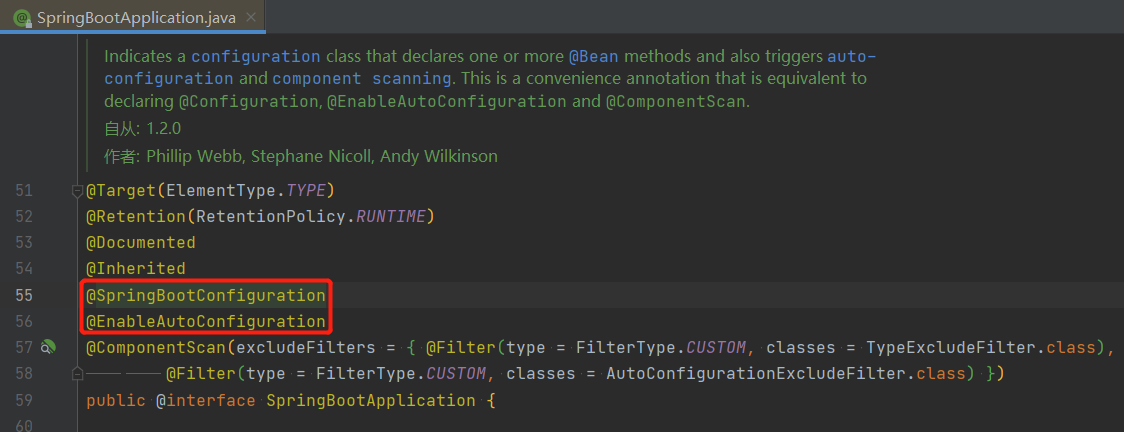 SpringBootApplication.java
Indicates a configuration class that declares one or more @Bean methods and also triggers auto-
configuration and component scanning. This is a convenience annotation that is equivalent to
declaring @Configuration, @EnableAutoConfiguration and @ComponentScan.
自从: 1.2.0
作者: Phillip Webb, Stephane Nicoll, Andy Wilkinson
51 @Target(ElementType.TYPE)
52 @Retention(RetentionPolicy.RUNTIME)
53 @Documented
54 @Inherited
55 @SpringBootConfiguration
56 @EnableAutoConfiguration
57 @ComponentScan(excludeFilters = { @Filter(type = FilterType.CUSTOM, classes = TypeExcludeFilter.class),
58 @Filter(type = FilterType.CUSTOM, classes = AutoConfigurationExcludeFilter.class) })
59 public @interface SpringBootApplication {
60